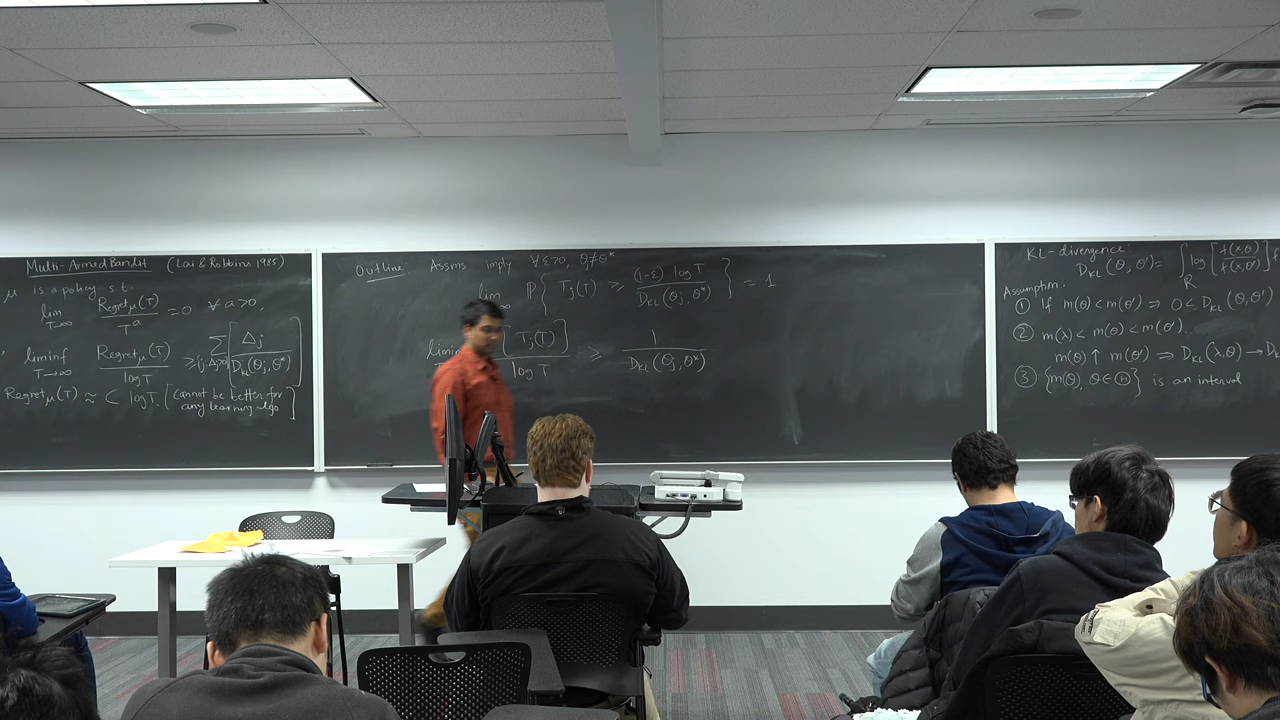 Multi-Armed Bandit (Lai & Robbins 1985)
μ is a policy s.t.
lim T→∞ Regret_μ(T) / T^a = 0 ∀ a>0,
liminf T→∞ Regret_μ(T) / log T ≥ Σ j:Δj>0 [ Δj / D_KL(θj, θ*) ]
Regret_μ(T) ≈ C log T. [Cannot be better for
any learning algo]
Outline Assms imply ∀ ε>0, θj≠θ*
lim T→∞ P{ Tj(T) ≥ (1-ε) log T / D_KL(θj, θ*) } = 1
liminf [Tj(T)] / log T ≥ 1 / D_KL(θj, θ*)
KL-divergence:
D_KL(θ, θ') = ∫_R log [ f(x;θ) / f(x;θ') ] f
Assumption.
① If m(θ) < m(θ') ⇒ 0 ≤ D_KL(θ,θ')
② m(λ) < m(θ) < m(θ').
m(θ) ↑ m(θ') ⇒ D_KL(λ,θ) → D
③ {m(θ), θ∈Ⓗ} is an interval